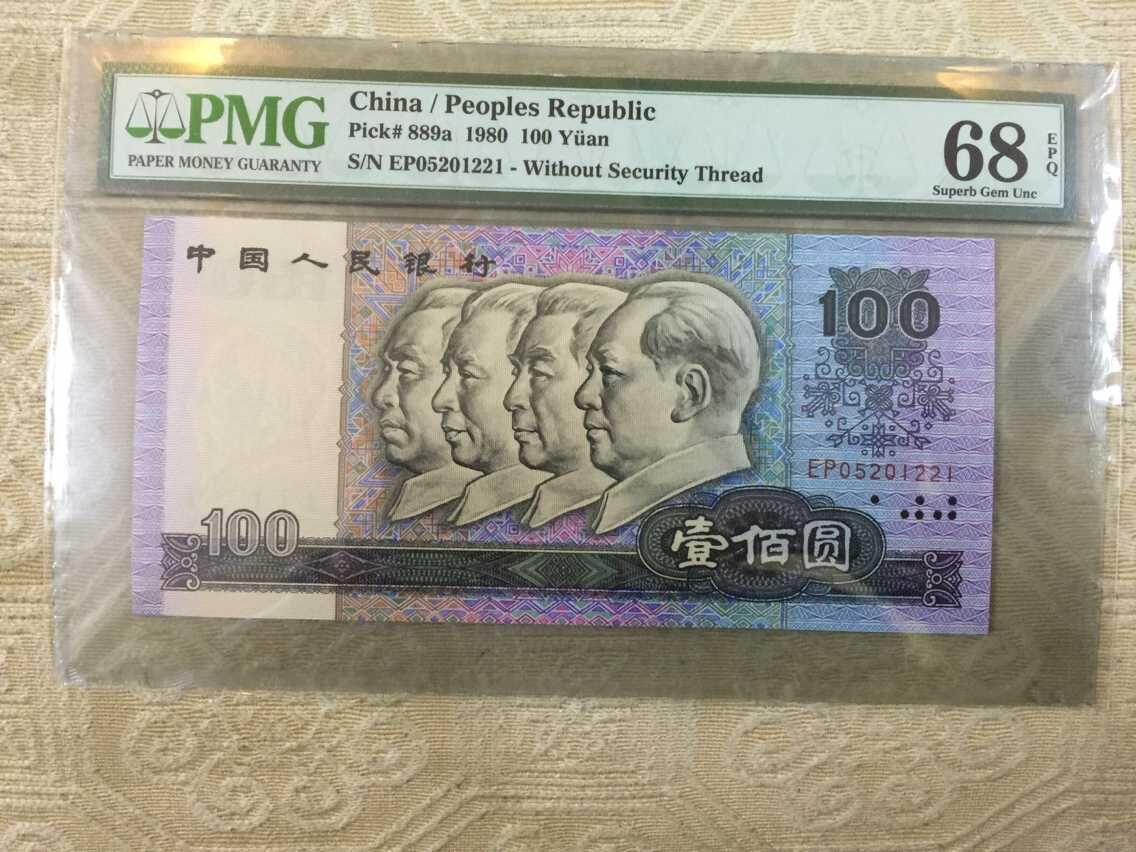 PMG
PAPER MONEY GUARANTY
China / Peoples Republic
Pick# 889a 1980 100 Yüan
S/N EP05201221 - Without Security Thread
68
EPQ
Superb Gem Unc
中国人民银行
100
EP05201221
100
壹佰圆